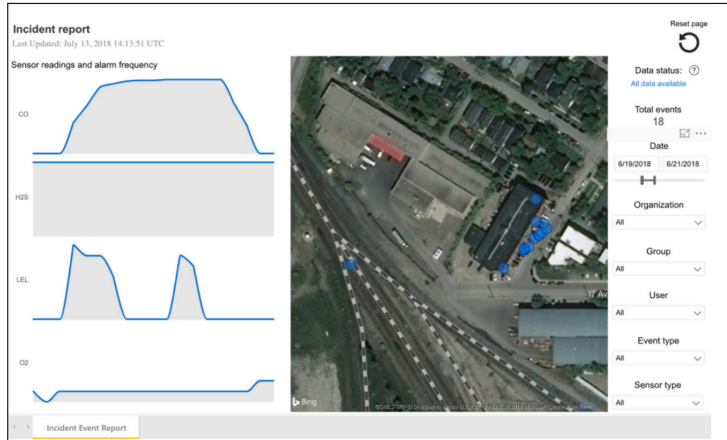 Incident report
Last Updated: July 13, 2018 14:13:51 UTC
Sensor readings and alarm frequency
CO
H2S
LEL
O2
17 Av
Bing
Reset page
Data status: ?
All data available
Total events
18
Date
6/19/2018 6/21/2018
Organization
All
Group
All
User
All
Event type
All
Sensor type
All
Incident Event Report